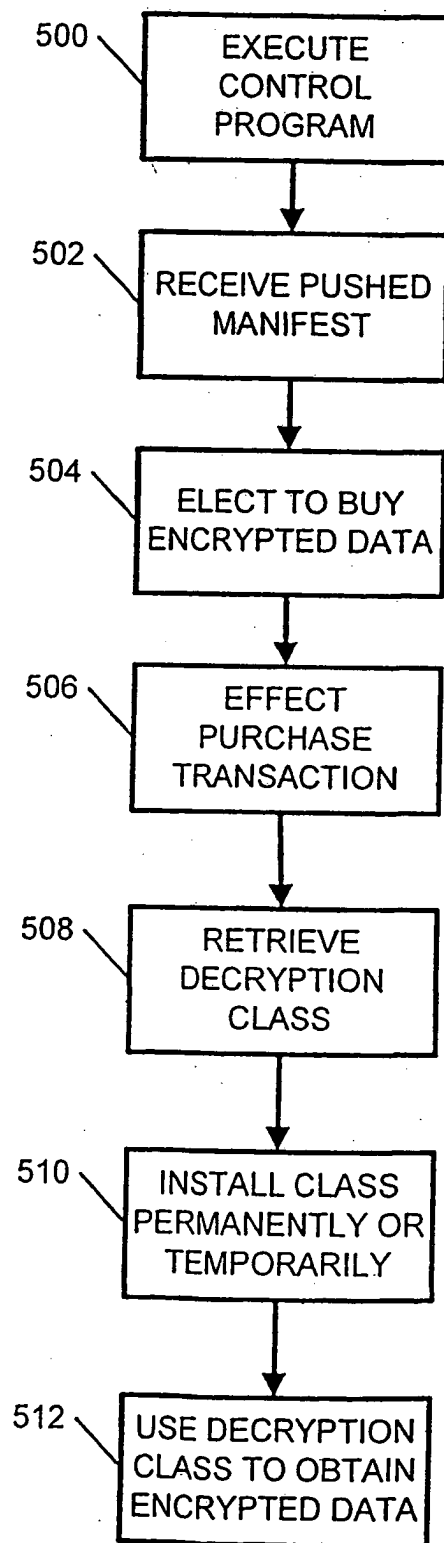 500
EXECUTE
CONTROL
PROGRAM
502
RECEIVE PUSHED
MANIFEST
504
ELECT TO BUY
ENCRYPTED DATA
506
EFFECT
PURCHASE
TRANSACTION
508
RETRIEVE
DECRYPTION
CLASS
510
INSTALL CLASS
PERMANENTLY OR
TEMPORARILY
512
USE DECRYPTION
CLASS TO OBTAIN
ENCRYPTED DATA